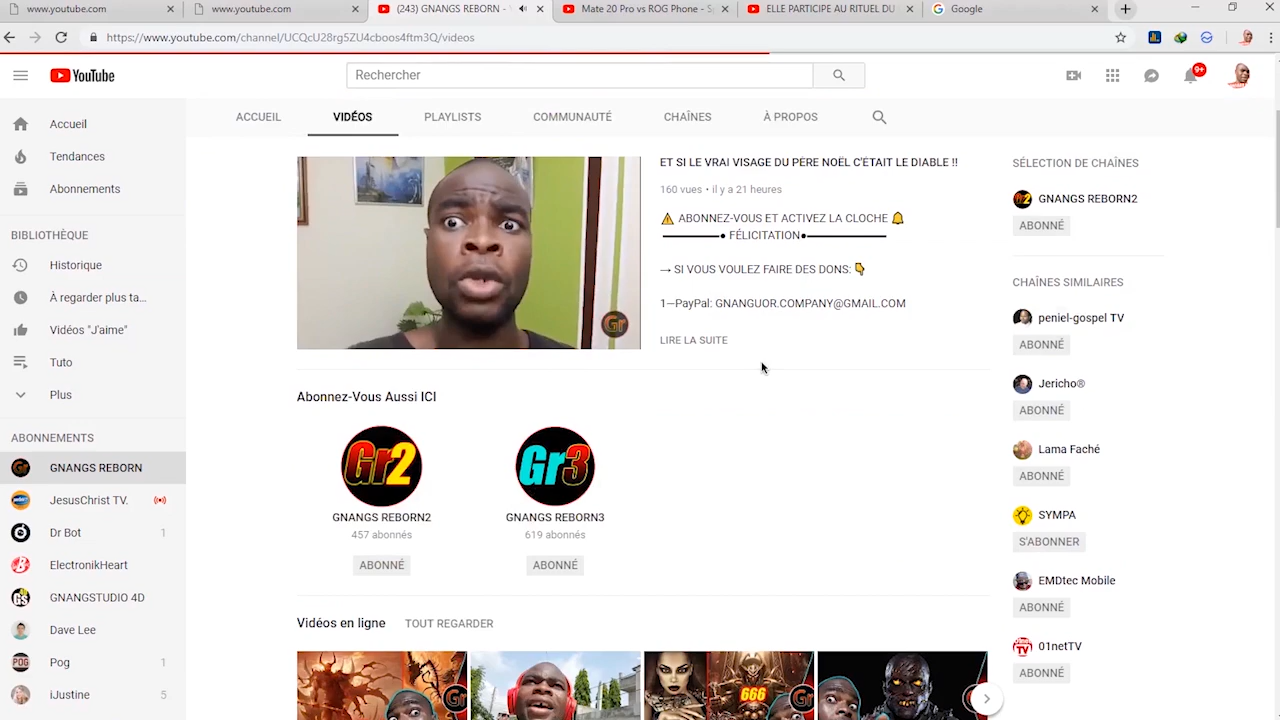 www.youtube.com
www.youtube.com
(243) GNANGS REBORN -
Mate 20 Pro vs ROG Phone -
ELLE PARTICIPE AU RITUEL DU
Google
https://www.youtube.com/channel/UCQcU28rg5ZU4cboos4ftm3Q/videos
YouTube
Rechercher
9+
ACCUEIL
VIDÉOS
PLAYLISTS
COMMUNAUTÉ
CHAÎNES
À PROPOS
Accueil
Tendances
Abonnements
BIBLIOTHÈQUE
Historique
À regarder plus ta...
Vidéos "J'aime"
Tuto
Plus
ABONNEMENTS
GNANGS REBORN
JesusChrist TV.
Dr Bot 1
ElectronikHeart
GNANGSTUDIO 4D
Dave Lee
Pog 1
iJustine 5
Gr
ET SI LE VRAI VISAGE DU PERE NOËL C'ÉTAIT LE DIABLE !!
160 vues • il y a 21 heures
⚠ ABONNEZ-VOUS ET ACTIVEZ LA CLOCHE 🔔
━━━━━━● FÉLICITATION●━━━━━━━━
→ SI VOUS VOULEZ FAIRE DES DONS: 👇
1—PayPal: GNANGUOR.COMPANY@GMAIL.COM
LIRE LA SUITE
Abonnez-Vous Aussi ICI
Gr2
GNANGS REBORN2
457 abonnés
ABONNÉ
Gr3
GNANGS REBORN3
619 abonnés
ABONNÉ
Vidéos en ligne TOUT REGARDER
Gr
666
Gr
SÉLECTION DE CHAÎNES
Gr2
GNANGS REBORN2
ABONNÉ
CHAÎNES SIMILAIRES
peniel-gospel TV
ABONNÉ
Jericho®
ABONNÉ
Lama Faché
ABONNÉ
SYMPA
S'ABONNER
EMDtec Mobile
ABONNÉ
01netTV
ABONNÉ